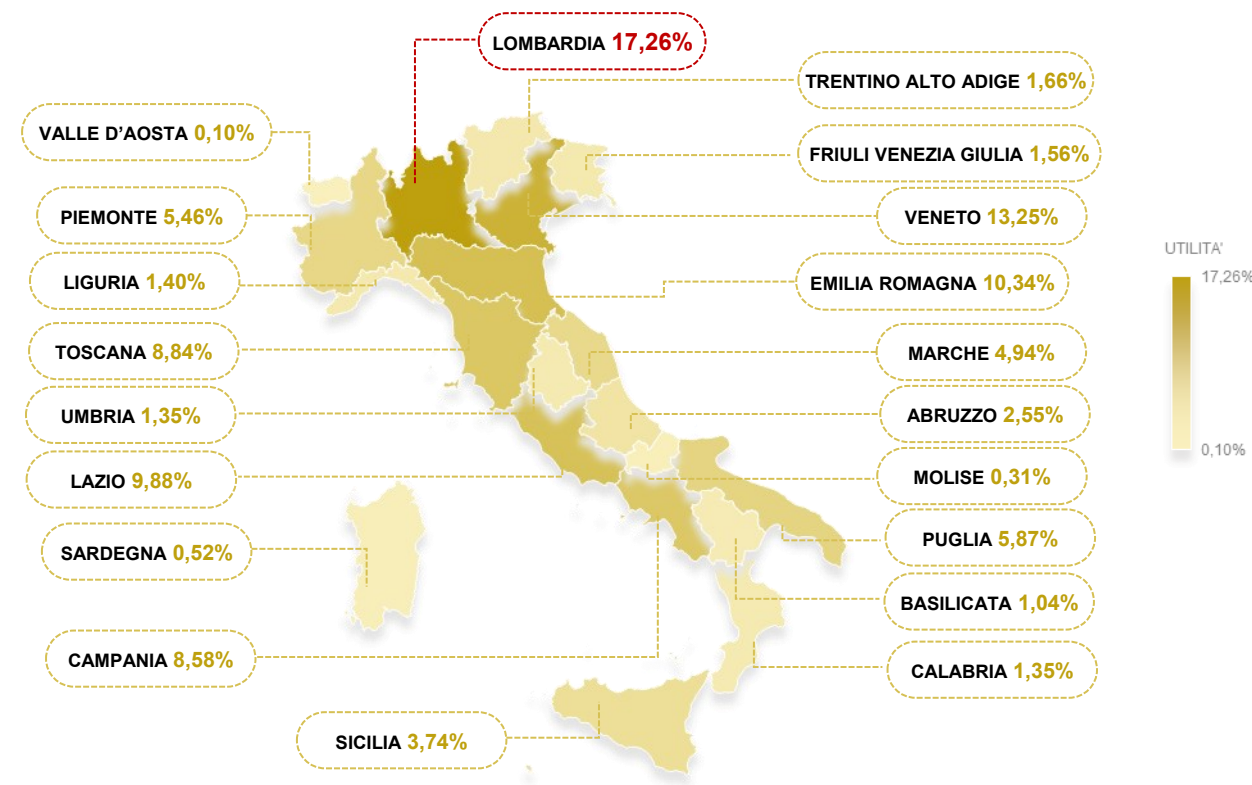 LOMBARDIA 17,26%
TRENTINO ALTO ADIGE 1,66%
VALLE D'AOSTA 0,10%
FRIULI VENEZIA GIULIA 1,56%
PIEMONTE 5,46%
VENETO 13,25%
UTILITA'
17,26%
LIGURIA 1,40%
EMILIA ROMAGNA 10,34%
TOSCANA 8,84%
MARCHE 4,94%
UMBRIA 1,35%
ABRUZZO 2,55%
0,10%
LAZIO 9,88%
MOLISE 0,31%
SARDEGNA 0,52%
PUGLIA 5,87%
BASILICATA 1,04%
CAMPANIA 8,58%
CALABRIA 1,35%
SICILIA 3,74%